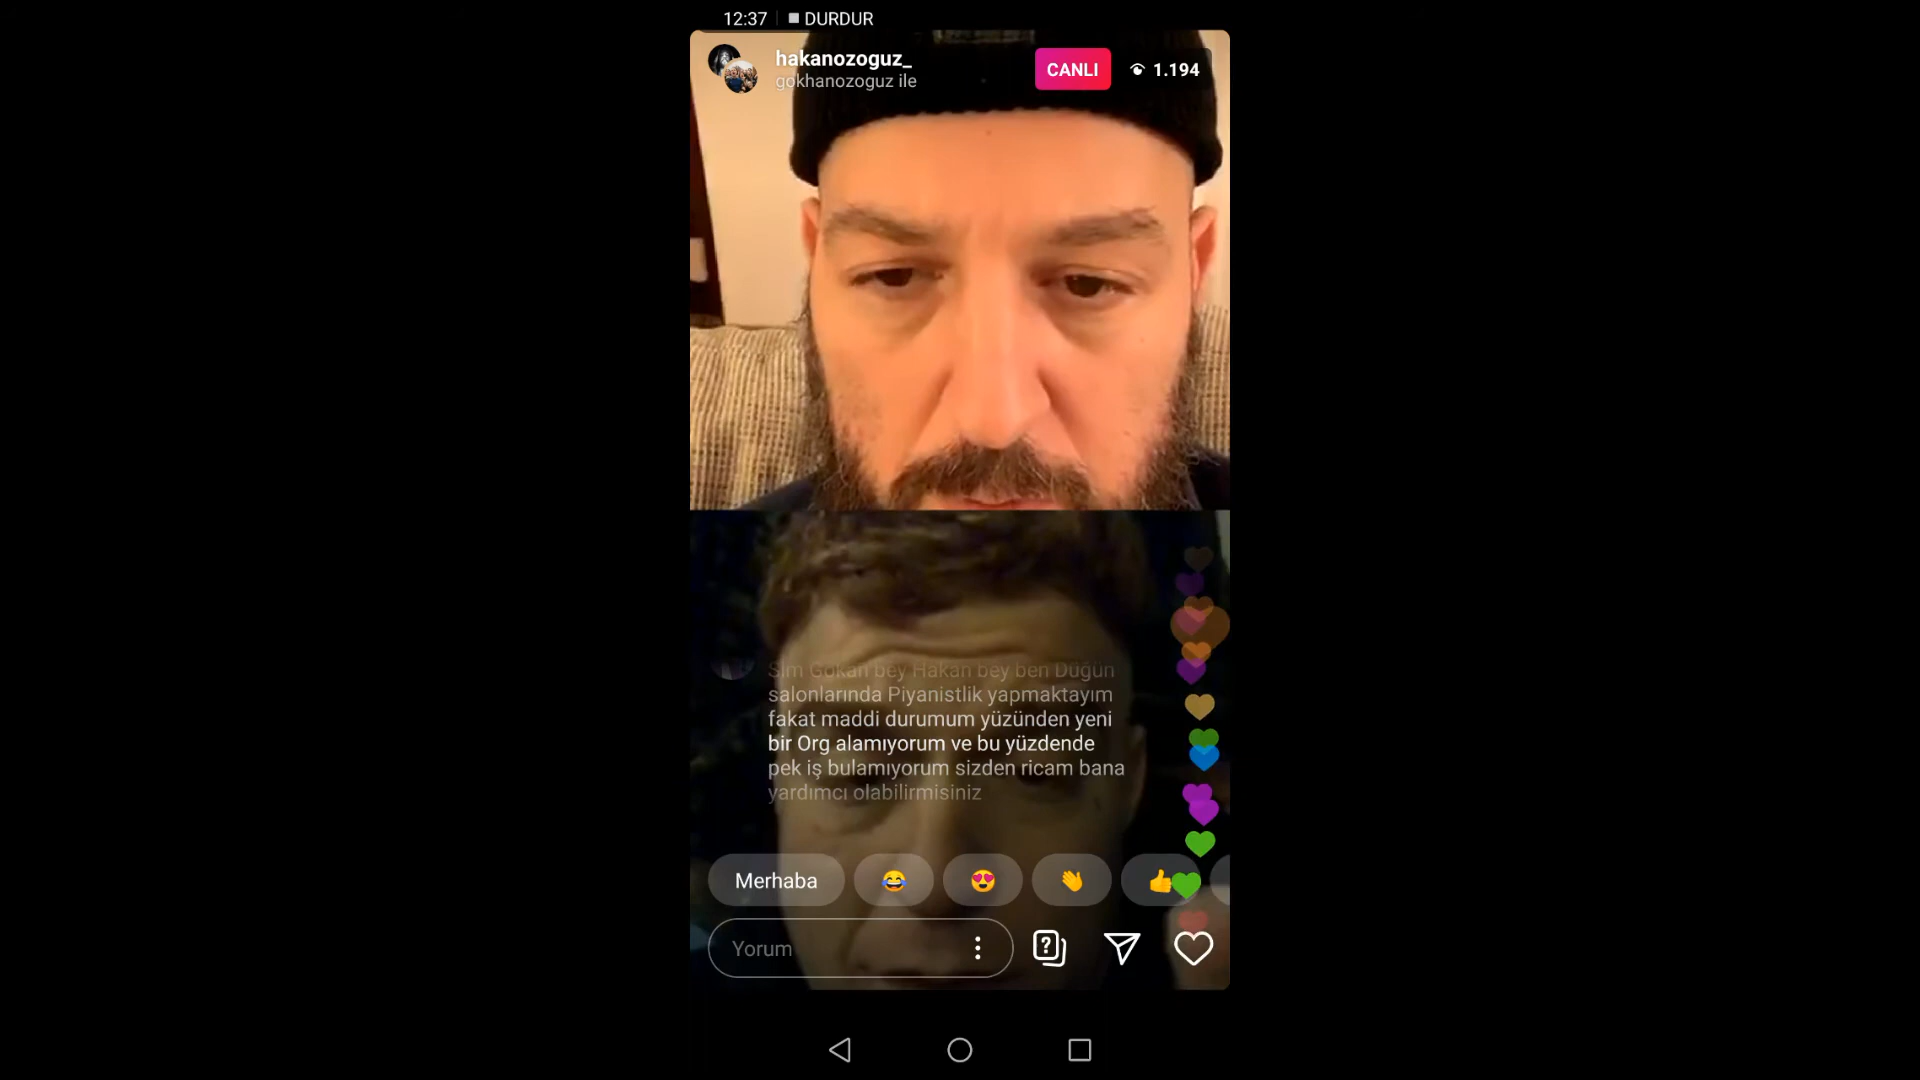 12:37 DURDUR
hakanozoguz_
gokhanozoguz ile
CANLI
1.194
Slm Gökan bey Hakan bey ben Düğün
salonlarında Piyanistlik yapmaktayım
fakat maddi durumum yüzünden yeni
bir Org alamıyorum ve bu yüzdende
pek iş bulamıyorum sizden ricam bana
yardımcı olabilirmisiniz
Merhaba
Yorum